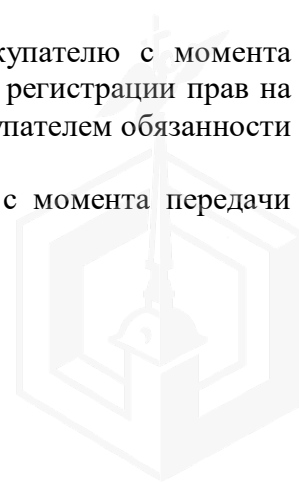 купателю с момента
регистрации прав на
упателем обязанности
с момента передачи